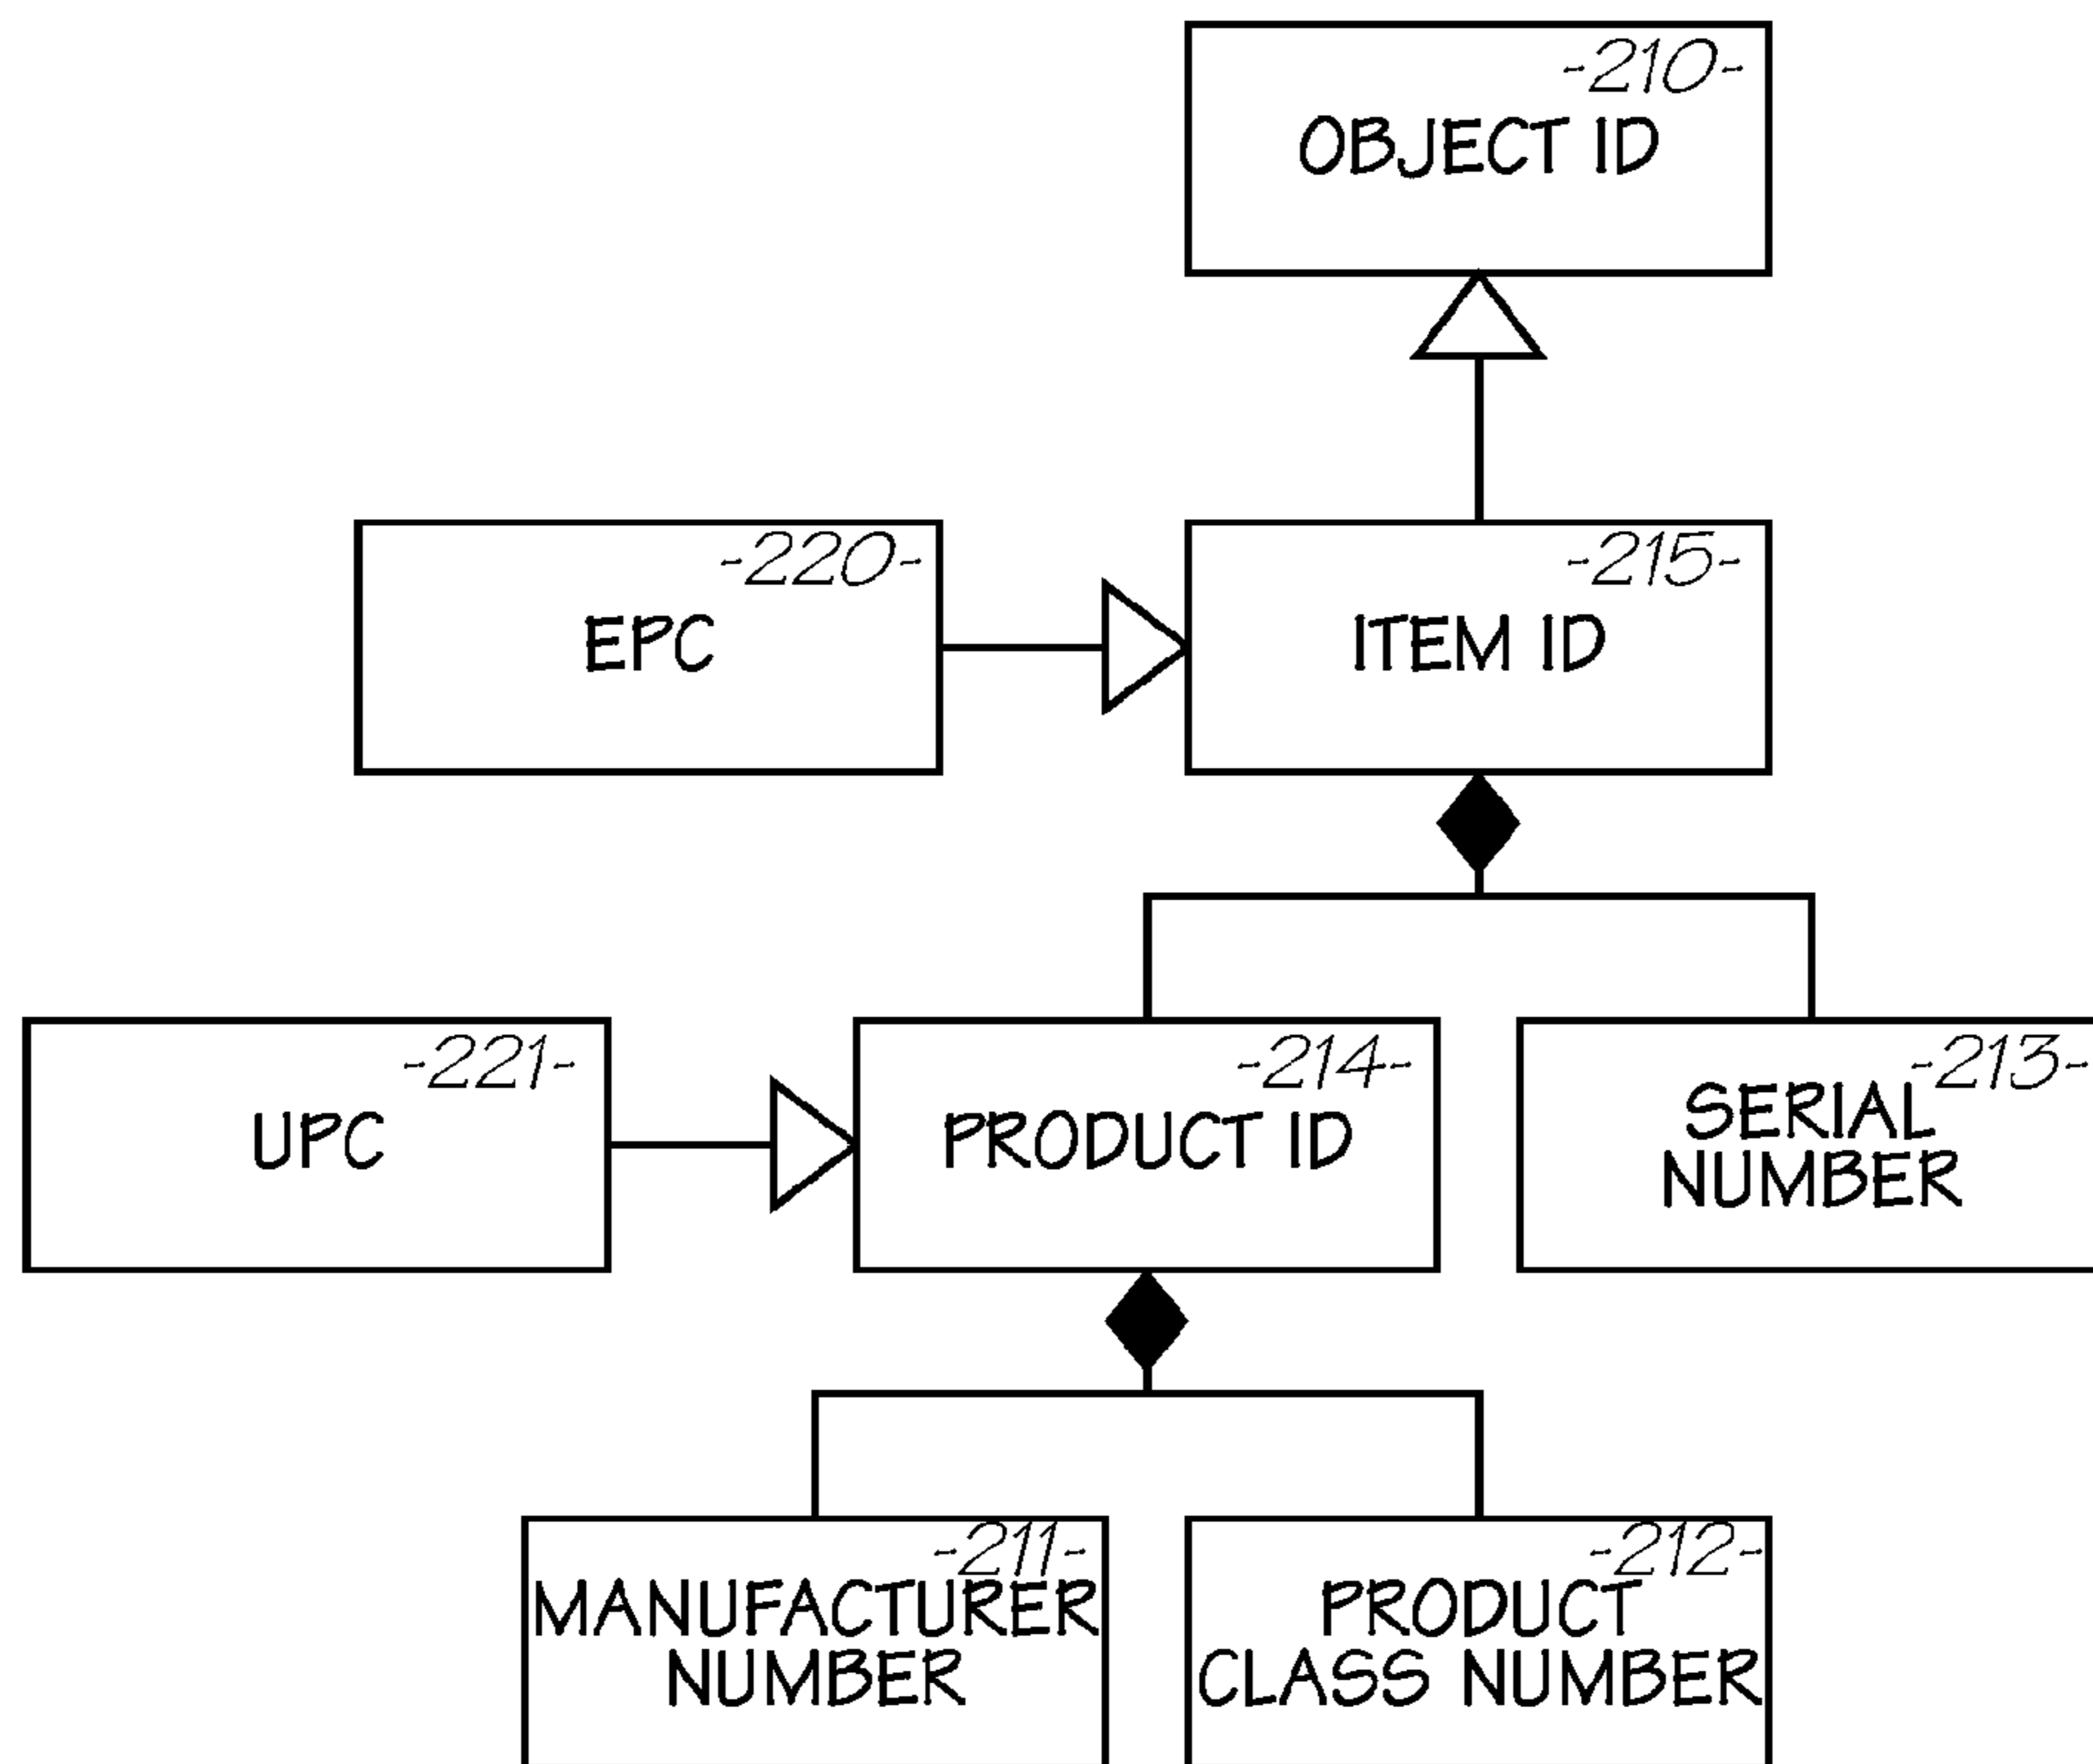 -210-
OBJECT ID
-220-
EPC
-215-
ITEM ID
-221-
UPC
-214-
PRODUCT ID
-213-
SERIAL
NUMBER
-211-
MANUFACTURER
NUMBER
-212-
PRODUCT
CLASS NUMBER